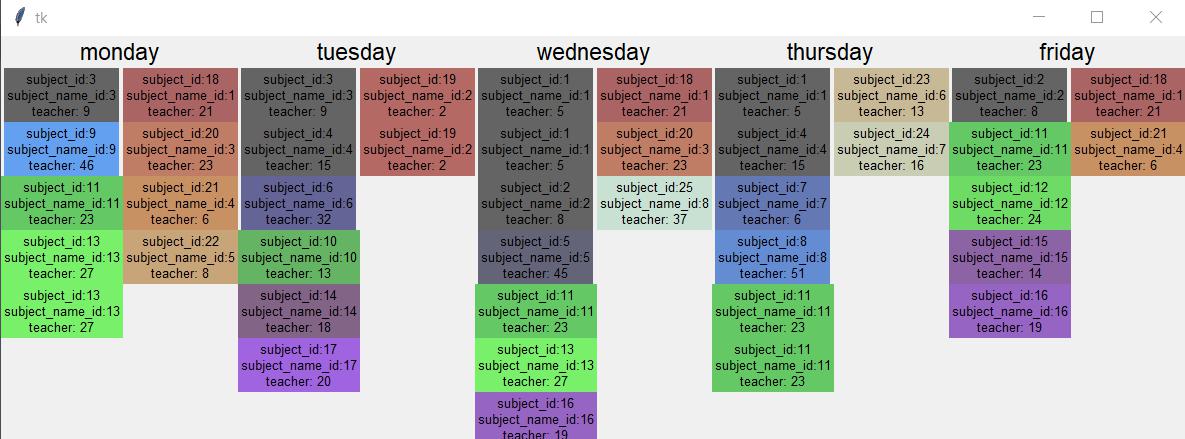 tk
monday
subject_id:3
subject_name_id:3
teacher: 9
subject_id:9
subject_name_id:9
teacher: 46
subject_id:11
subject_name_id:11
teacher: 23
subject_id:13
subject_name_id:13
teacher: 27
subject_id:13
subject_name_id:13
teacher: 27
subject_id:18
subject_name_id:1
teacher: 21
subject_id:20
subject_name_id:3
teacher: 23
subject_id:21
subject_name_id:4
teacher: 6
subject_id:22
subject_name_id:5
teacher: 8
tuesday
subject_id:3
subject_name_id:3
teacher: 9
subject_id:4
subject_name_id:4
teacher: 15
subject_id:6
subject_name_id:6
teacher: 32
subject_id:10
subject_name_id:10
teacher: 13
subject_id:14
subject_name_id:14
teacher: 18
subject_id:17
subject_name_id:17
teacher: 20
subject_id:19
subject_name_id:2
teacher: 2
subject_id:19
subject_name_id:2
teacher: 2
wednesday
subject_id:1
subject_name_id:1
teacher: 5
subject_id:1
subject_name_id:1
teacher: 5
subject_id:2
subject_name_id:2
teacher: 8
subject_id:5
subject_name_id:5
teacher: 45
subject_id:11
subject_name_id:11
teacher: 23
subject_id:13
subject_name_id:13
teacher: 27
subject_id:16
subject_name_id:16
teacher: 19
subject_id:18
subject_name_id:1
teacher: 21
subject_id:20
subject_name_id:3
teacher: 23
subject_id:25
subject_name_id:8
teacher: 37
thursday
subject_id:1
subject_name_id:1
teacher: 5
subject_id:4
subject_name_id:4
teacher: 15
subject_id:7
subject_name_id:7
teacher: 6
subject_id:8
subject_name_id:8
teacher: 51
subject_id:11
subject_name_id:11
teacher: 23
subject_id:11
subject_name_id:11
teacher: 23
subject_id:23
subject_name_id:6
teacher: 13
subject_id:24
subject_name_id:7
teacher: 16
friday
subject_id:2
subject_name_id:2
teacher: 8
subject_id:11
subject_name_id:11
teacher: 23
subject_id:12
subject_name_id:12
teacher: 24
subject_id:15
subject_name_id:15
teacher: 14
subject_id:16
subject_name_id:16
teacher: 19
subject_id:18
subject_name_id:1
teacher: 21
subject_id:21
subject_name_id:4
teacher: 6